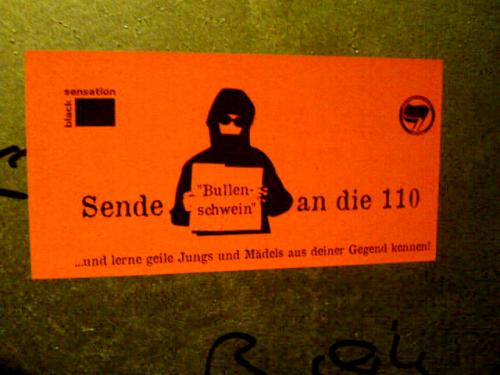 sensation
black
"Bullen-
schwein"
Sende an die 110
...und lerne geile Jungs und Mädels aus deiner Gegend kennen!